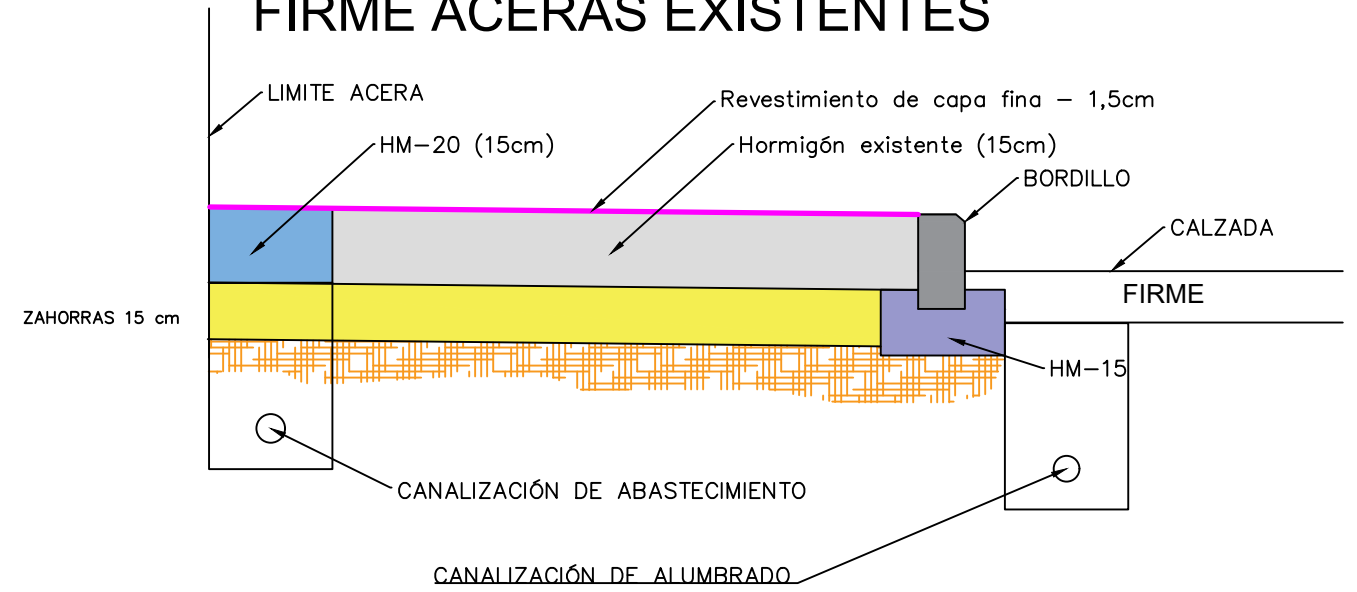 FIRME ACERAS EXISTENTES
LIMITE ACERA
Revestimiento de capa fina – 1,5cm
HM–20 (15cm)
Hormigón existente (15cm)
BORDILLO
CALZADA
FIRME
ZAHORRAS 15 cm
HM–15
CANALIZACIÓN DE ABASTECIMIENTO
CANALIZACIÓN DE ALUMBRADO